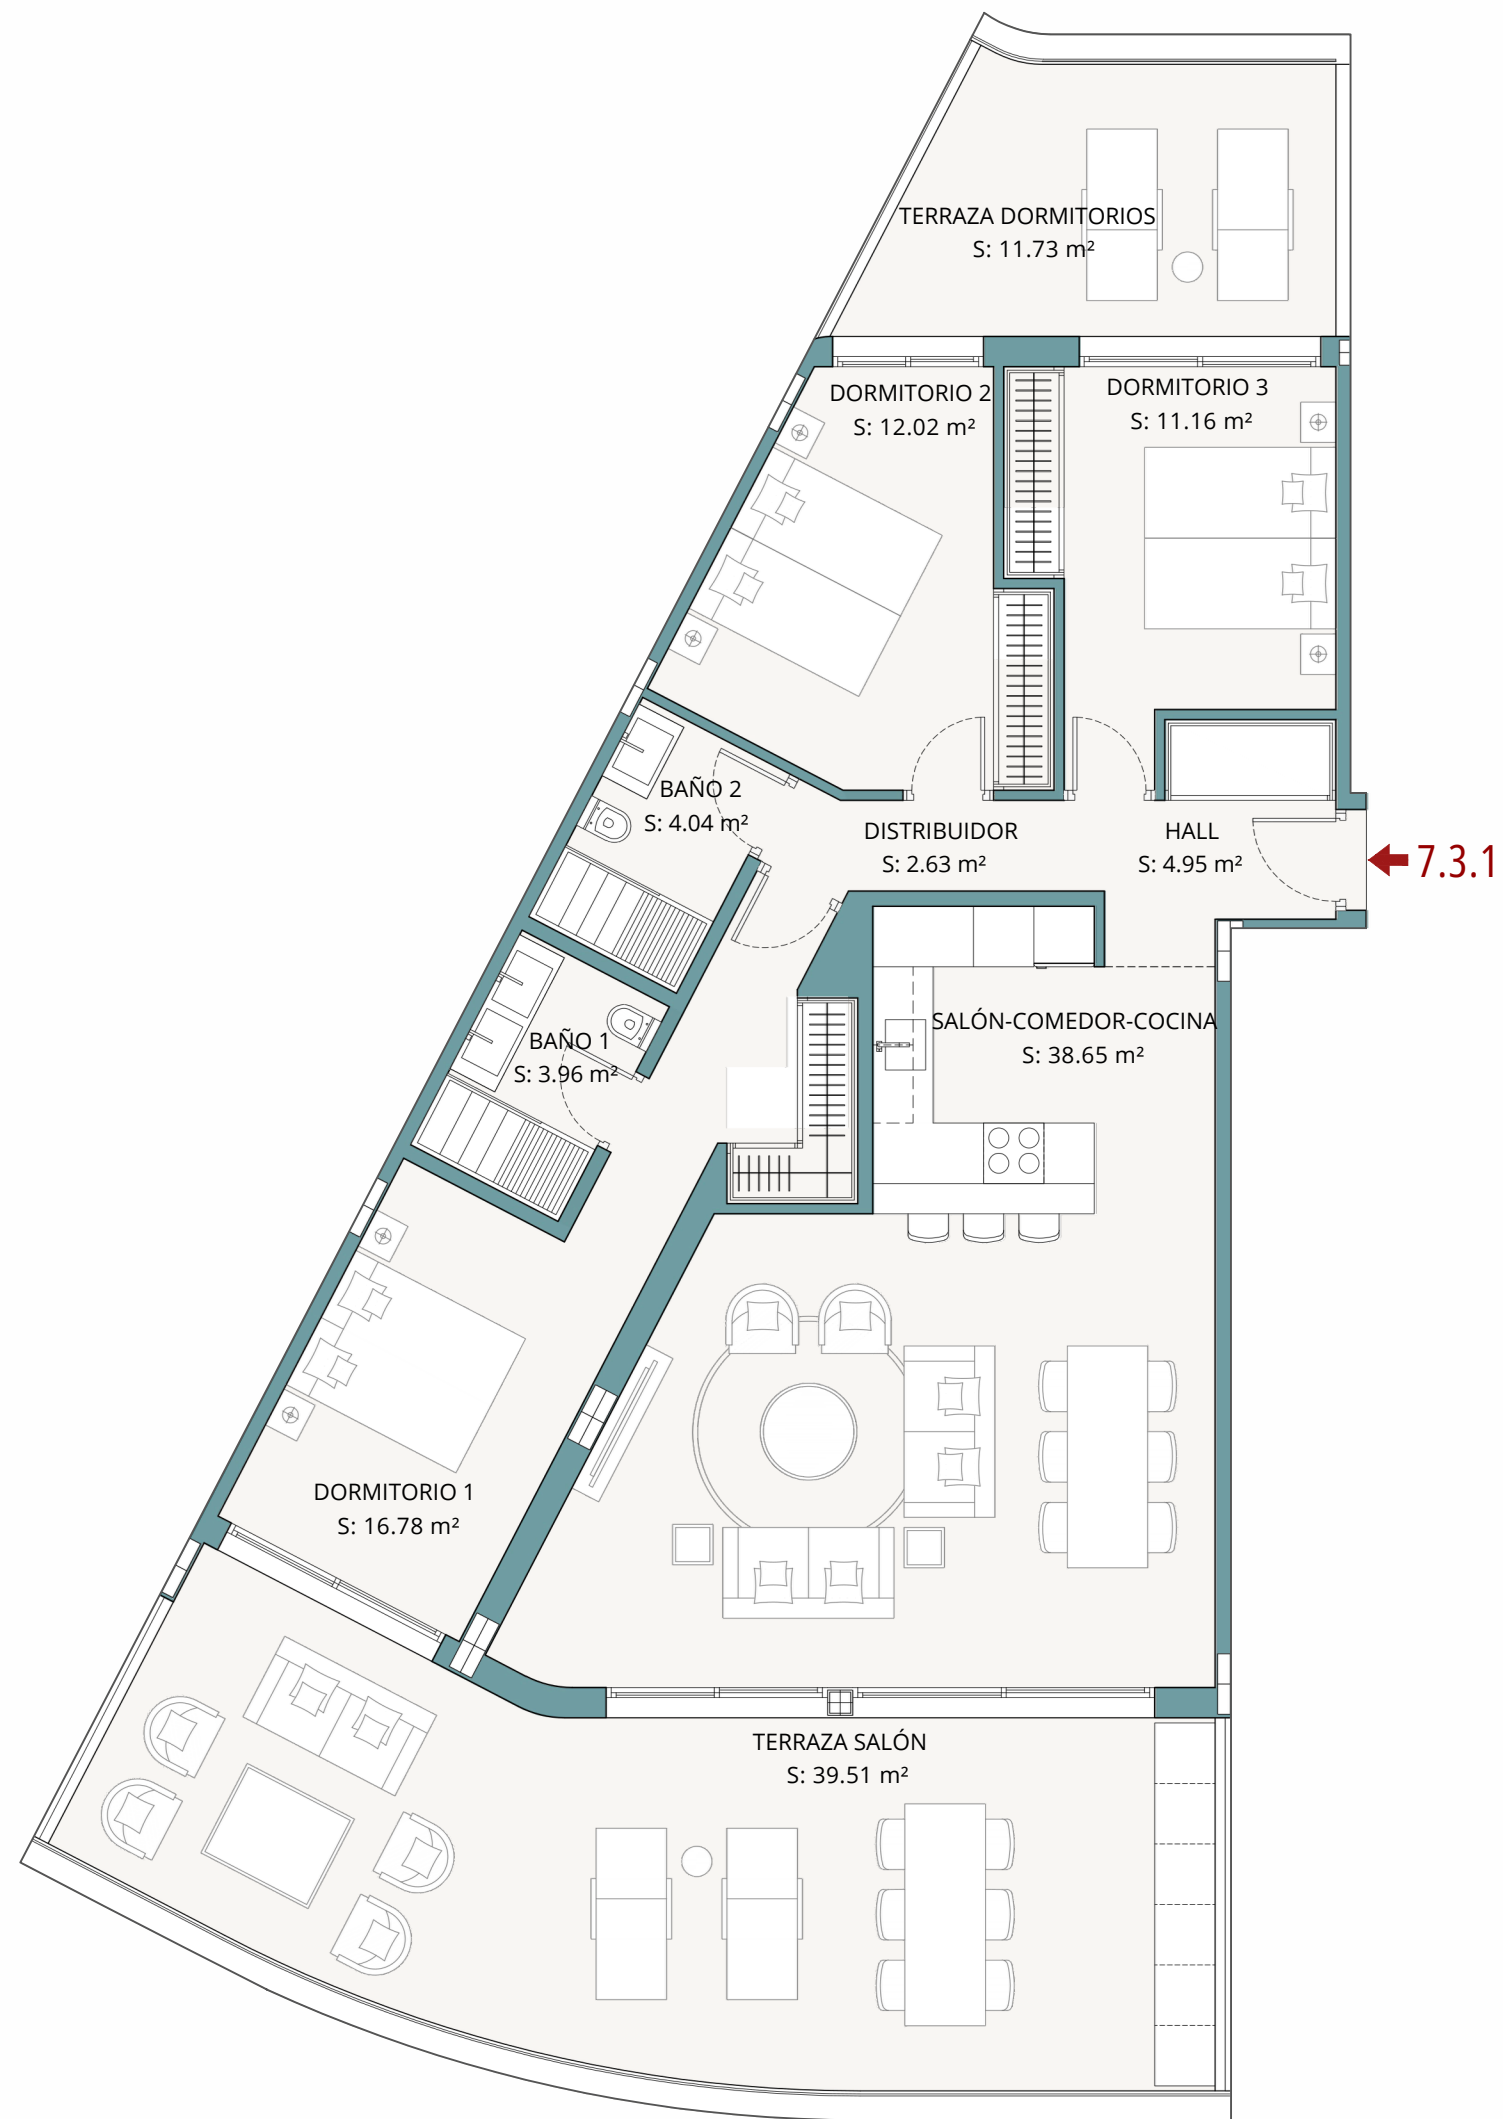 TERRAZA DORMITORIOS
S: 11.73 m²
DORMITORIO 2
S: 12.02 m²
DORMITORIO 3
S: 11.16 m²
BAÑO 2
S: 4.04 m²
DISTRIBUIDOR
S: 2.63 m²
HALL
S: 4.95 m²
7.3.1
SALÓN-COMEDOR-COCINA
S: 38.65 m²
BAÑO 1
S: 3.96 m²
DORMITORIO 1
S: 16.78 m²
TERRAZA SALÓN
S: 39.51 m²